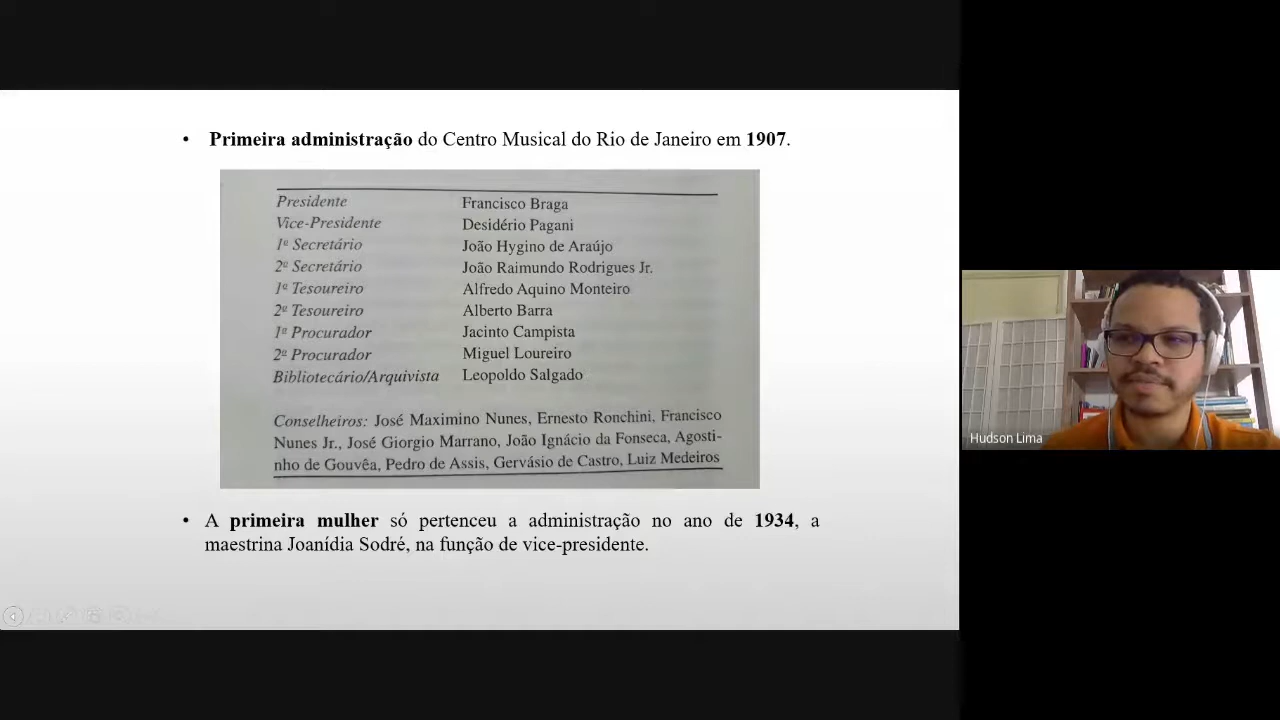 • Primeira administração do Centro Musical do Rio de Janeiro em 1907.
Presidente Francisco Braga
Vice-Presidente Desidério Pagani
1º Secretário João Hygino de Araújo
2º Secretário João Raimundo Rodrigues Jr.
1º Tesoureiro Alfredo Aquino Monteiro
2º Tesoureiro Alberto Barra
1º Procurador Jacinto Campista
2º Procurador Miguel Loureiro
Bibliotecário/Arquivista Leopoldo Salgado
Conselheiros: José Maximino Nunes, Ernesto Ronchini, Francisco
Nunes Jr., José Giorgio Marrano, João Ignácio da Fonseca, Agosti-
nho de Gouvêa, Pedro de Assis, Gervásio de Castro, Luiz Medeiros
• A primeira mulher só pertenceu a administração no ano de 1934, a
maestrina Joanídia Sodré, na função de vice-presidente.
Hudson Lima